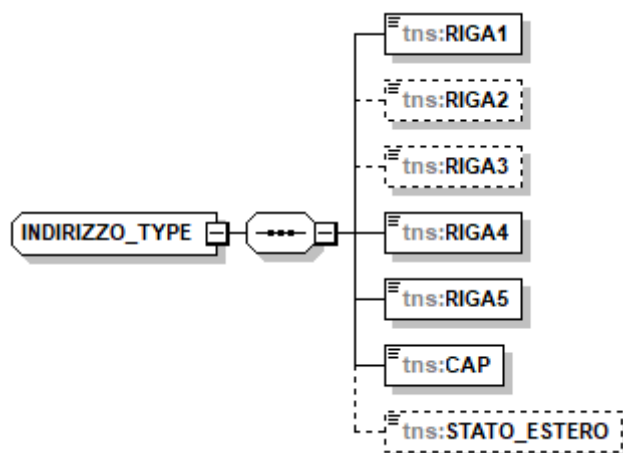 tns:RIGA1
tns:RIGA2
tns:RIGA3
INDIRIZZO_TYPE
tns:RIGA4
tns:RIGA5
tns:CAP
tns:STATO_ESTERO